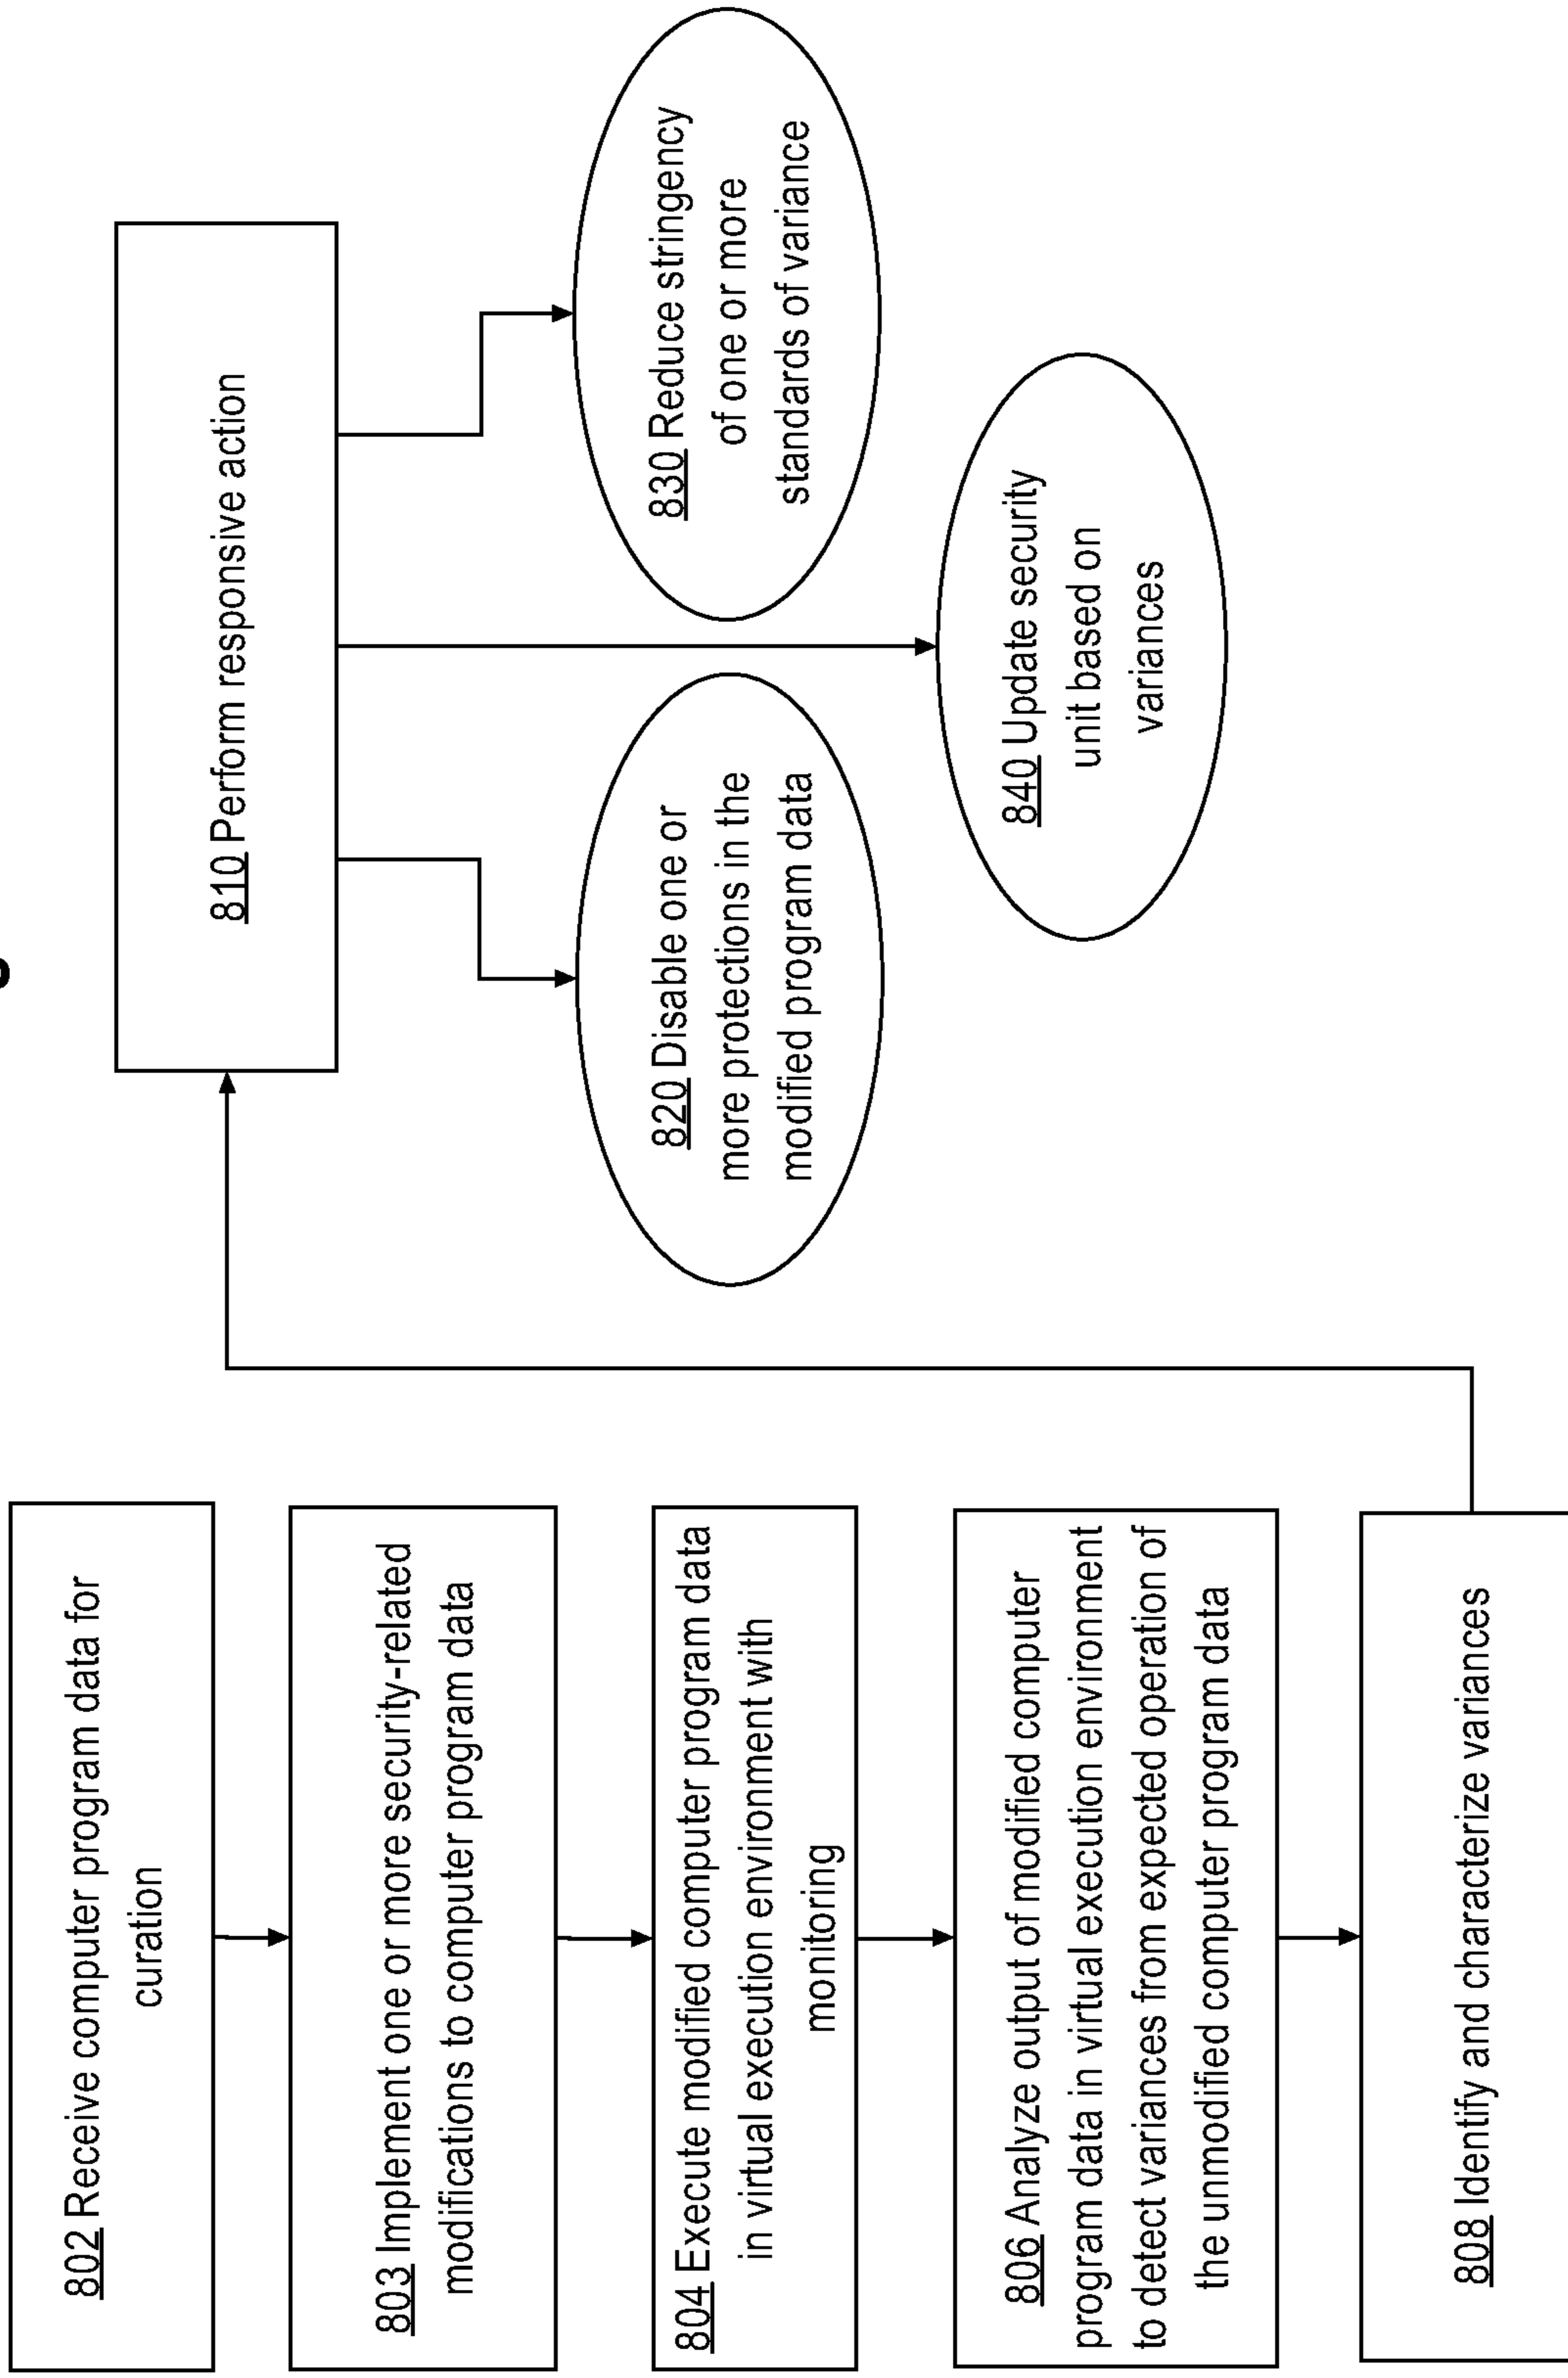 802 Receive computer program data for
curation
803 Implement one or more security-related
modifications to computer program data
804 Execute modified computer program data
in virtual execution environment with
monitoring
806 Analyze output of modified computer
program data in virtual execution environment
to detect variances from expected operation of
the unmodified computer program data
808 Identify and characterize variances
810 Perform responsive action
820 Disable one or
more protections in the
modified program data
830 Reduce stringency
of one or more
standards of variance
840 Update security
unit based on
variances